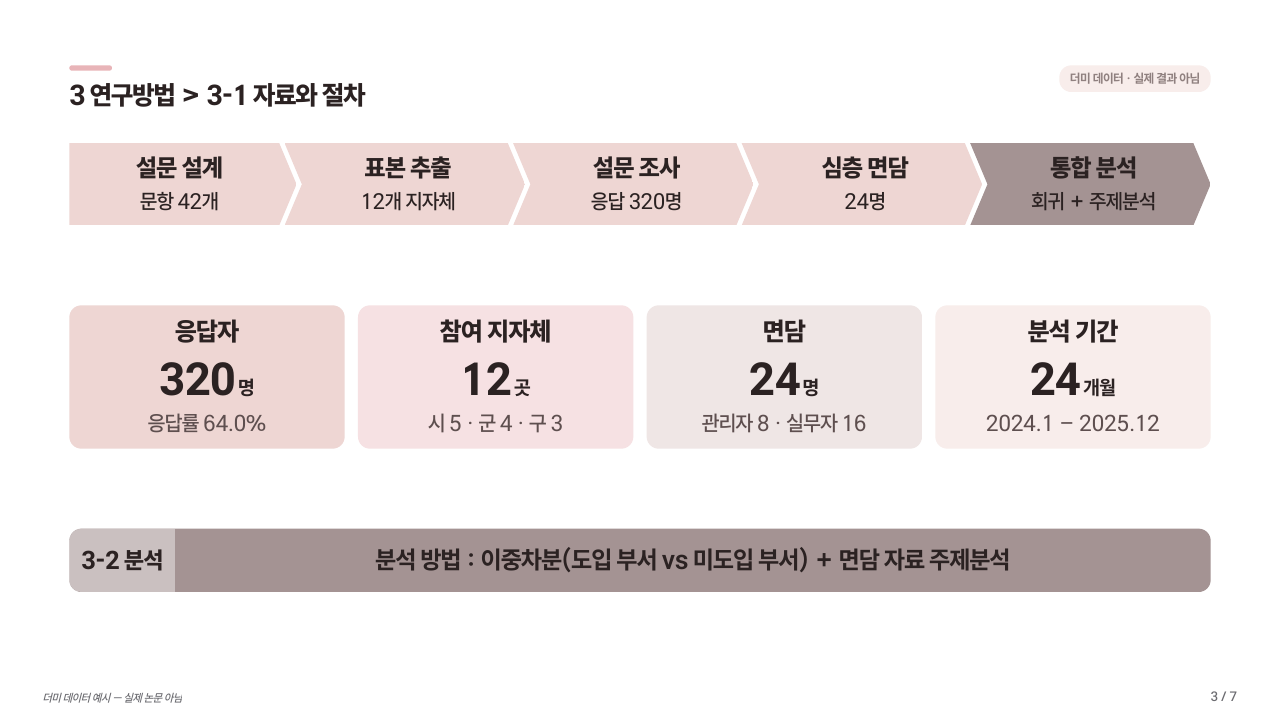 3 연구방법 > 3-1 자료와 절차
더미 데이터 · 실제 결과 아님
설문 설계
문항 42개
표본 추출
12개 지자체
설문 조사
응답 320명
심층 면담
24명
통합 분석
회귀 + 주제분석
응답자
320명
응답률 64.0%
참여 지자체
12곳
시 5 · 군 4 · 구 3
면담
24명
관리자 8 · 실무자 16
분석 기간
24개월
2024.1 – 2025.12
3-2 분석
분석 방법 : 이중차분(도입 부서 vs 미도입 부서) + 면담 자료 주제분석
더미 데이터 예시 — 실제 논문 아님
3 / 7